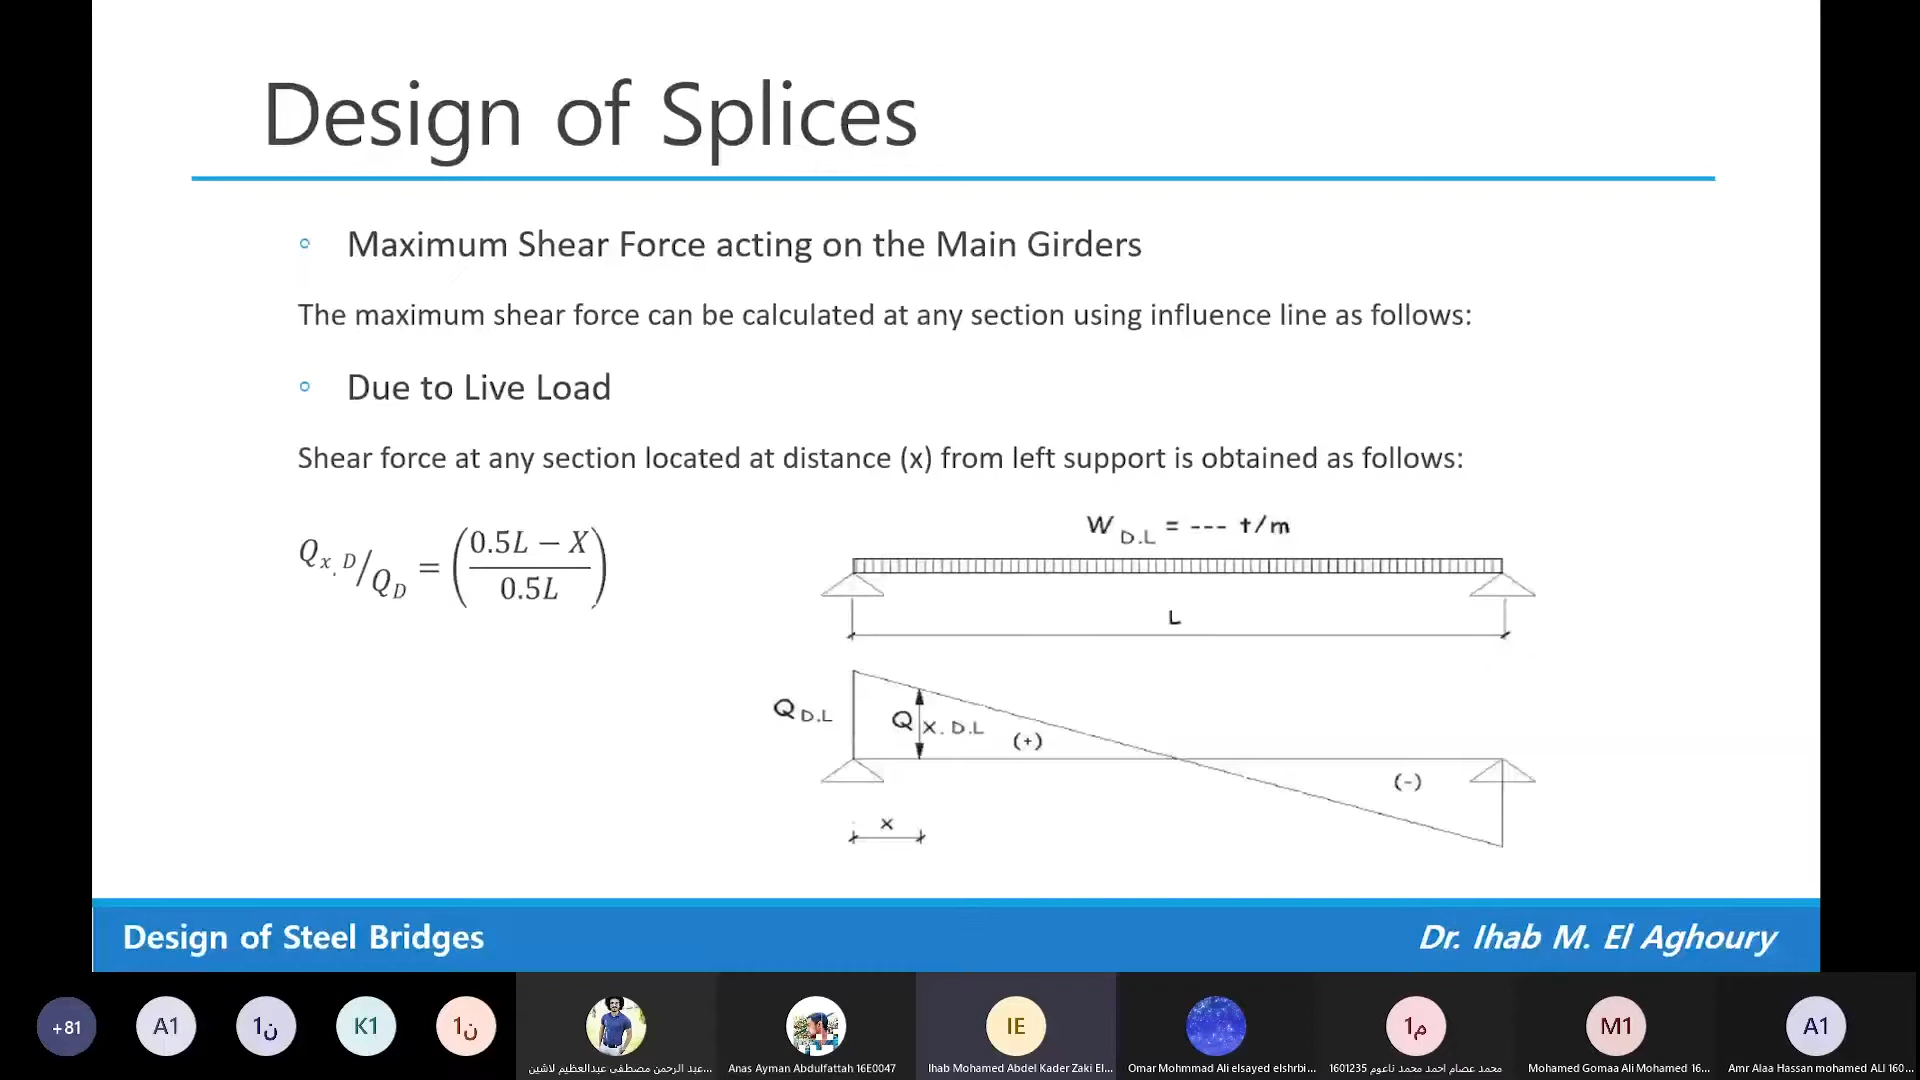 Design of Splices
Maximum Shear Force acting on the Main Girders
The maximum shear force can be calculated at any section using influence line as follows:
Due to Live Load
Shear force at any section located at distance (x) from left support is obtained as follows:
Q_{x.D}/Q_D = ((0.5L − X)/(0.5L))
W D.L = --- t/m
L
Q D.L
Q X.D.L
(+)
(-)
x
Design of Steel Bridges
Dr. Ihab M. El Aghoury
+81
A1
ن1
K1
ن1
IE
م1
M1
A1
عبد الرحمن مصطفى عبدالعظيم لاشين...
Anas Ayman Abdulfattah 16E0047
Ihab Mohamed Abdel Kader Zaki El...
Omar Mohmmad Ali elsayed elshrbi...
محمد عصام احمد محمد ناعوم 1601235
Mohamed Gomaa Ali Mohamed 16...
Amr Alaa Hassan mohamed ALI 160...